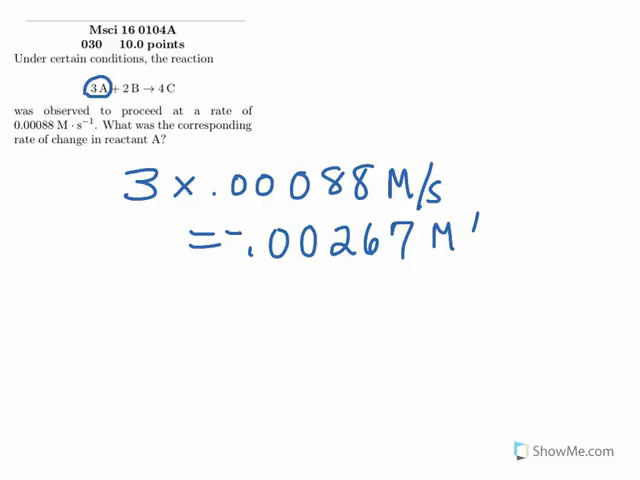 Msci 16 0104A
030 10.0 points
Under certain conditions, the reaction
3 A + 2 B → 4 C
was observed to proceed at a rate of
0.00088 M · s⁻¹. What was the corresponding
rate of change in reactant A?
3 × .00088 M/s
= -.00267 M '
ShowMe.com